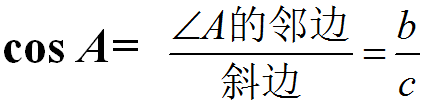 cos A= ∠A的邻边/斜边 = b/c